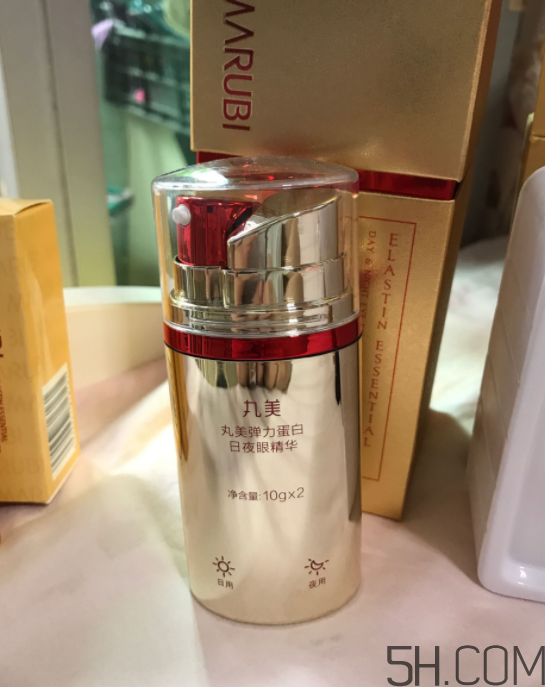 MARUBI
ELASTIN ESSENTIAL
丸美
丸美弹力蛋白
日夜眼精华
净含量:10g×2
日用
夜用
5H.COM